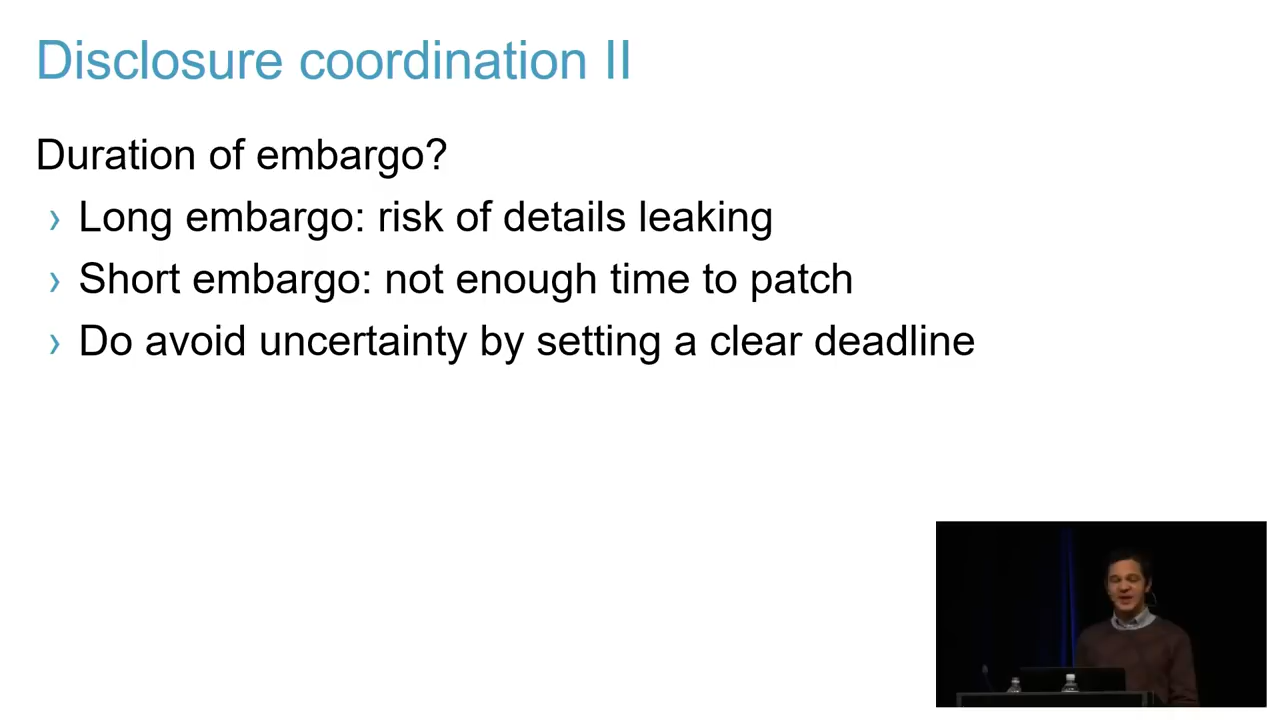 Disclosure coordination II
Duration of embargo?
› Long embargo: risk of details leaking
› Short embargo: not enough time to patch
› Do avoid uncertainty by setting a clear deadline